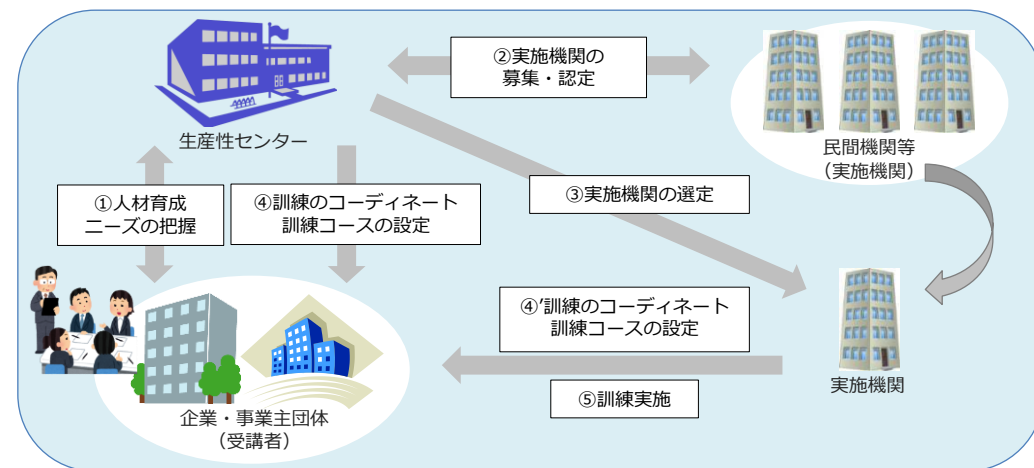 ②実施機関の
募集・認定
生産性センター
民間機関等
（実施機関）
①人材育成
ニーズの把握
④訓練のコーディネート
訓練コースの設定
③実施機関の選定
④’訓練のコーディネート
訓練コースの設定
実施機関
⑤訓練実施
企業・事業主団体
（受講者）